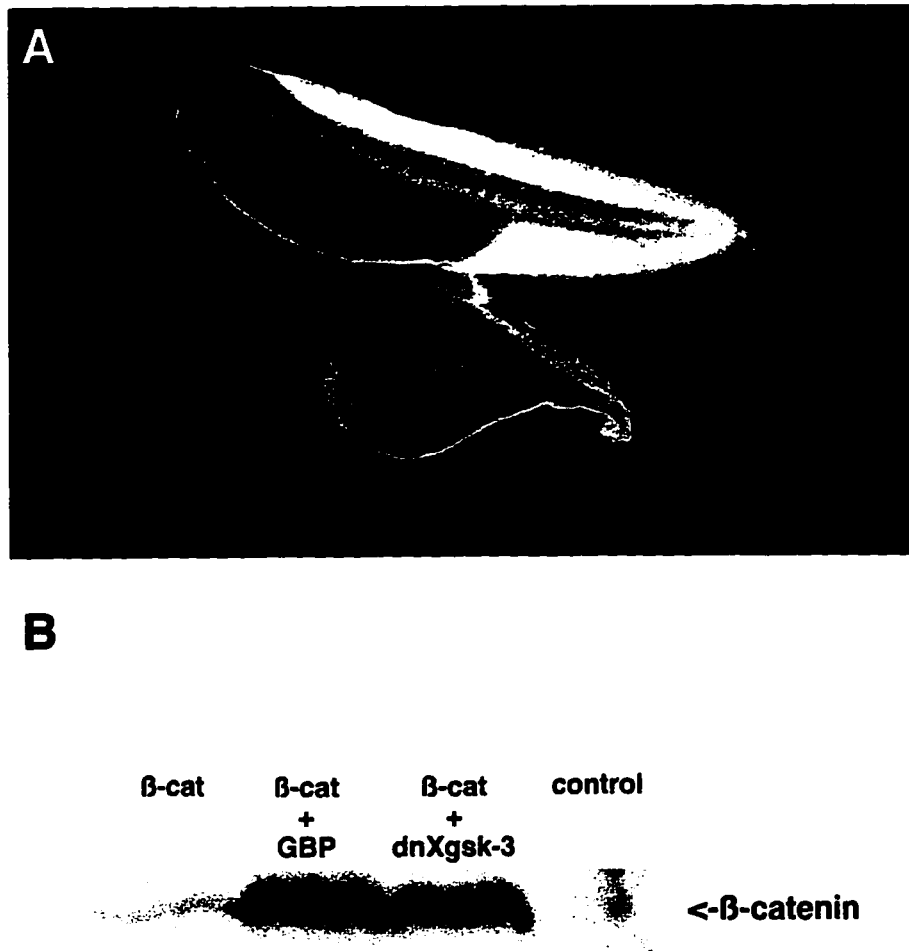 A
B
ß-cat ß-cat ß-cat control
+ +
GBP dnXgsk-3
<-ß-catenin